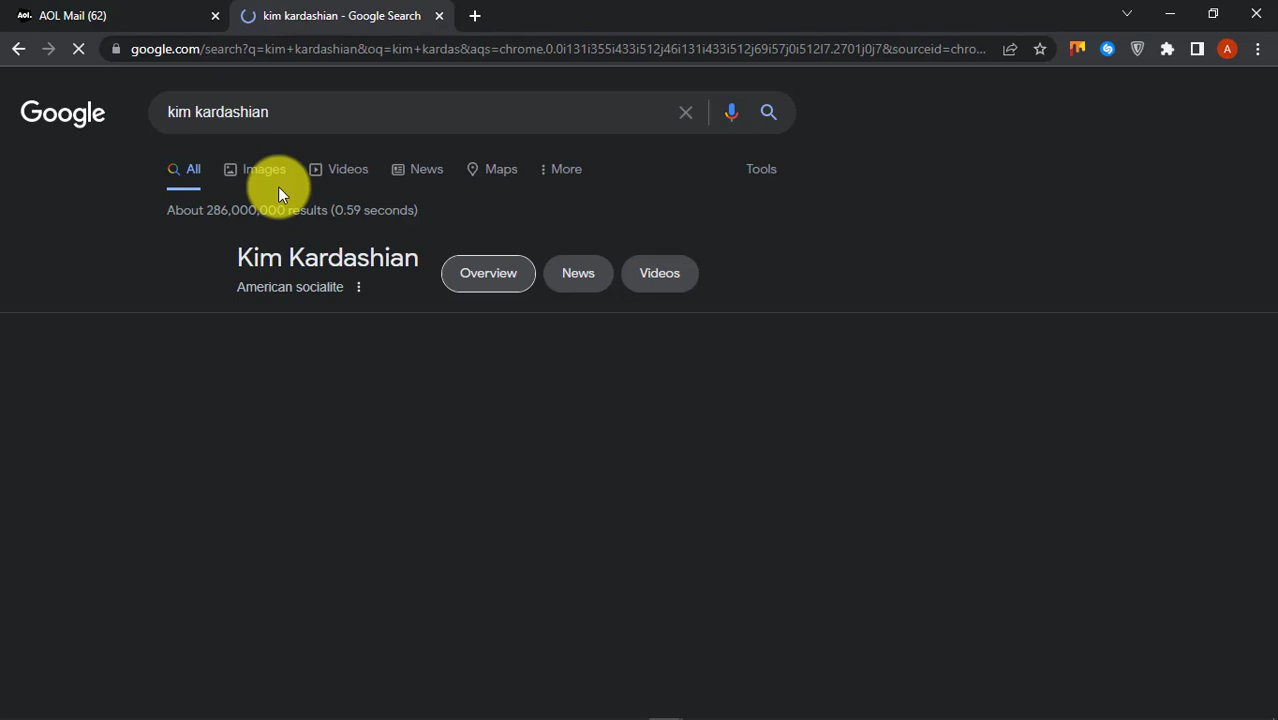 Aol. AOL Mail (62)
kim kardashian - Google Search
google.com/search?q=kim+kardashian&oq=kim+kardas&aqs=chrome.0.0i131i355i433i512j46i131i433i512j69i57j0i512l7.2701j0j7&sourceid=chro...
A
Google
kim kardashian
All Images Videos News Maps More Tools
About 286,000,000 results (0.59 seconds)
Kim Kardashian
Overview News Videos
American socialite